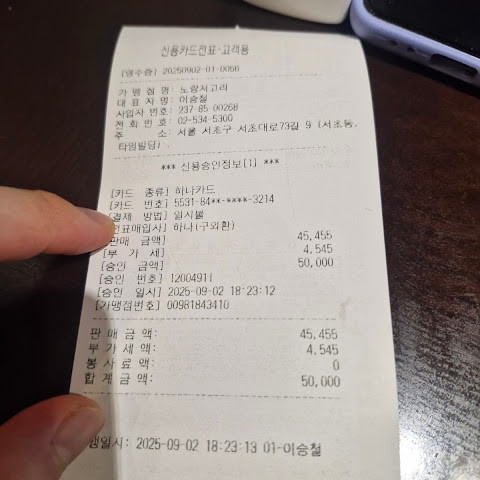 신용카드전표-고객용
[영수증] 20250902-01-0056
가 맹 점 명: 노랑저고리
대 표 자 명: 이승철
사업자 번호: 237-85-00268
전 화 번 호: 02-534-5300
주 소: 서울 서초구 서초대로73길 9 (서초동,
타임빌딩)
*** 신용승인정보[1] ***
[카드 종류] 하나카드
[카드 번호] 5531-84**-****-3214
[결제 방법] 일시불
전표매입사] 하나(구외환)
판매 금액] 45,455
[부 가 세] 4,545
[승인 금액] 50,000
[승인 번호] 12004911
[승인 일시] 2025-09-02 18:23:12
[가맹점번호] 00981843410
판 매 금 액: 45,455
부 가 세 액: 4,545
봉 사 료 액: 0
합 계 금 액: 50,000
행일시: 2025-09-02 18:23:13 01-이승철